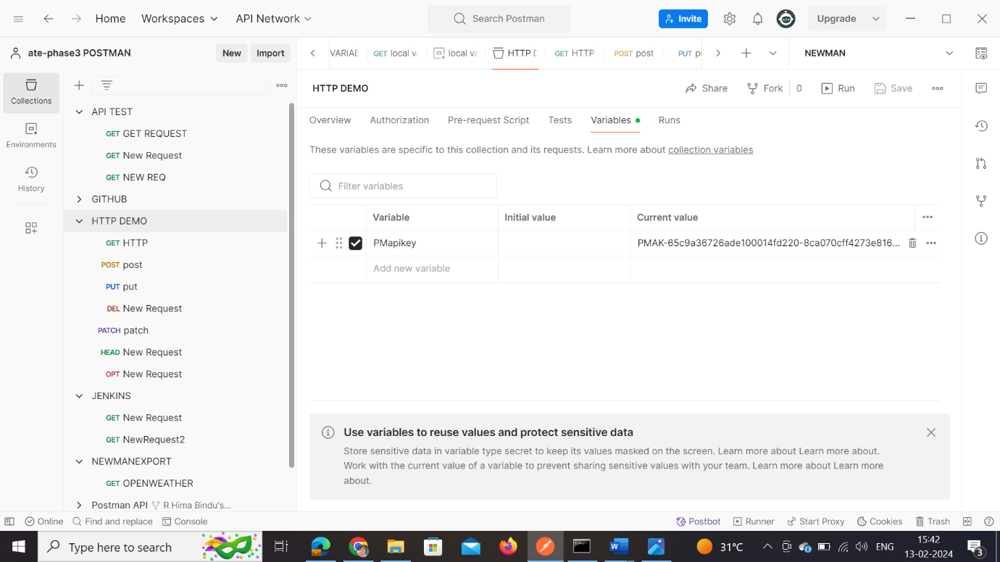 Home Workspaces API Network Search Postman Invite Upgrade
ate-phase3 POSTMAN New Import VARIAB GET local va local va HTTP D GET HTTP POST post PUT pu NEWMAN
Collections
Environments
History
API TEST
GET GET REQUEST
GET New Request
GET NEW REQ
GITHUB
HTTP DEMO
GET HTTP
POST post
PUT put
DEL New Request
PATCH patch
HEAD New Request
OPT New Request
JENKINS
GET New Request
GET NewRequest2
NEWMANEXPORT
GET OPENWEATHER
Postman API R Hima Bindu's...
HTTP DEMO Share Fork 0 Run Save
Overview Authorization Pre-request Script Tests Variables Runs
These variables are specific to this collection and its requests. Learn more about collection variables
Filter variables
Variable Initial value Current value
PMapikey PMAK-65c9a36726ade100014fd220-8ca070cff4273e816...
Add new variable
Use variables to reuse values and protect sensitive data
Store sensitive data in variable type secret to keep its values masked on the screen. Learn more about Learn more about.
Work with the current value of a variable to prevent sharing sensitive values with your team. Learn more about Learn more
about.
Online Find and replace Console Postbot Runner Start Proxy Cookies Trash
Type here to search 31°C ENG 15:42
13-02-2024 3